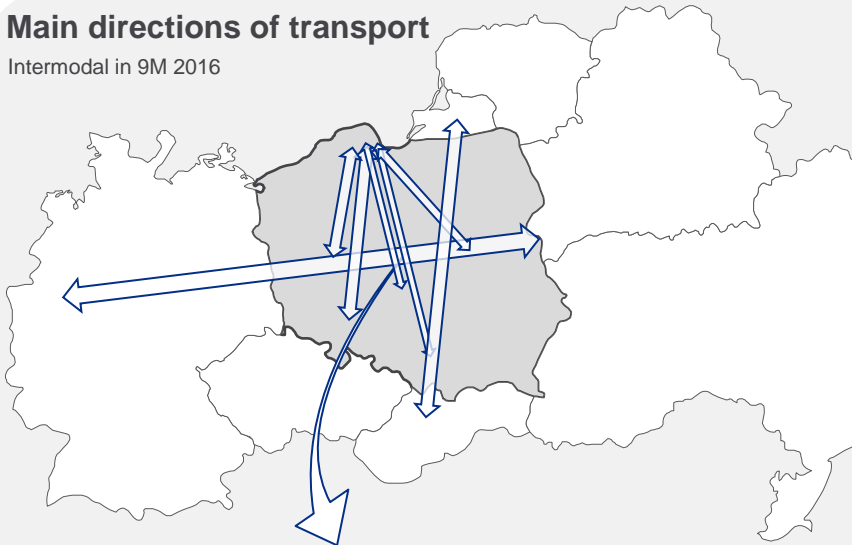 Main directions of transport
Intermodal in 9M 2016